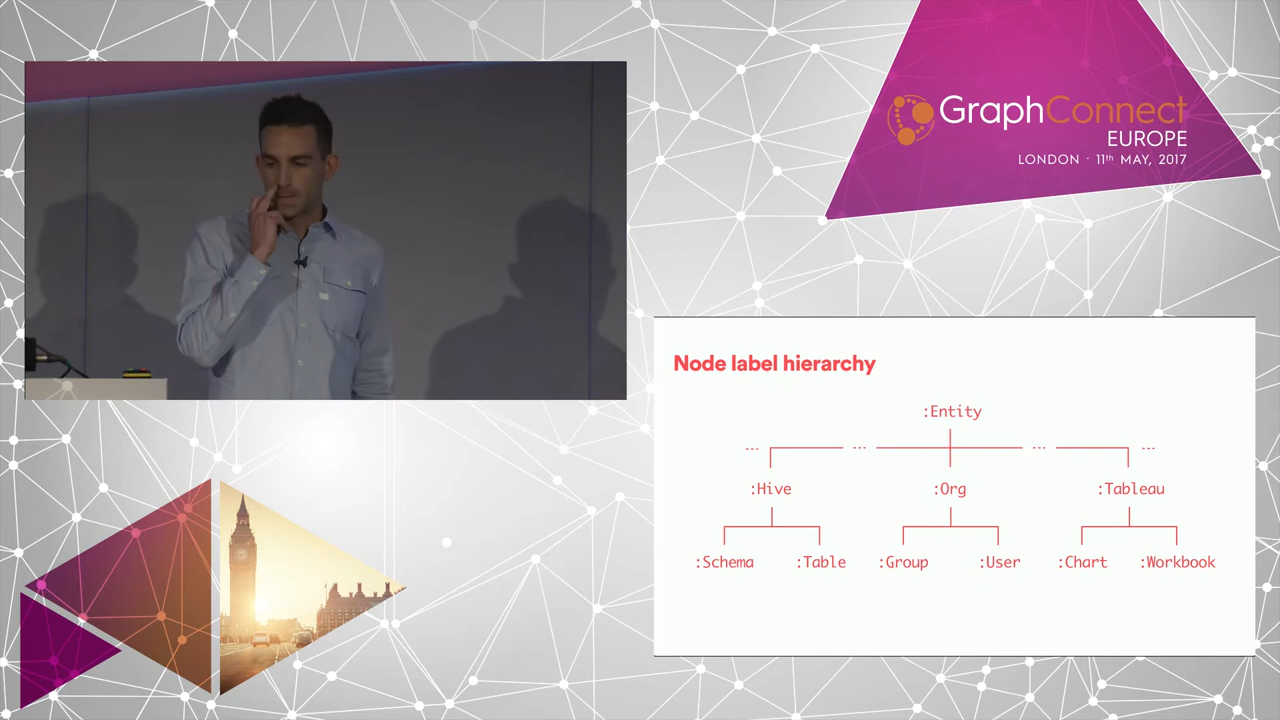 GraphConnect
EUROPE
LONDON · 11th MAY, 2017
Node label hierarchy
:Entity
... ... ... ...
:Hive :Org :Tableau
:Schema :Table :Group :User :Chart :Workbook